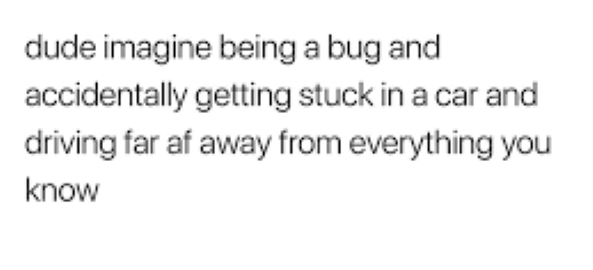 dude imagine being a bug and
accidentally getting stuck in a car and
driving far af away from everything you
know